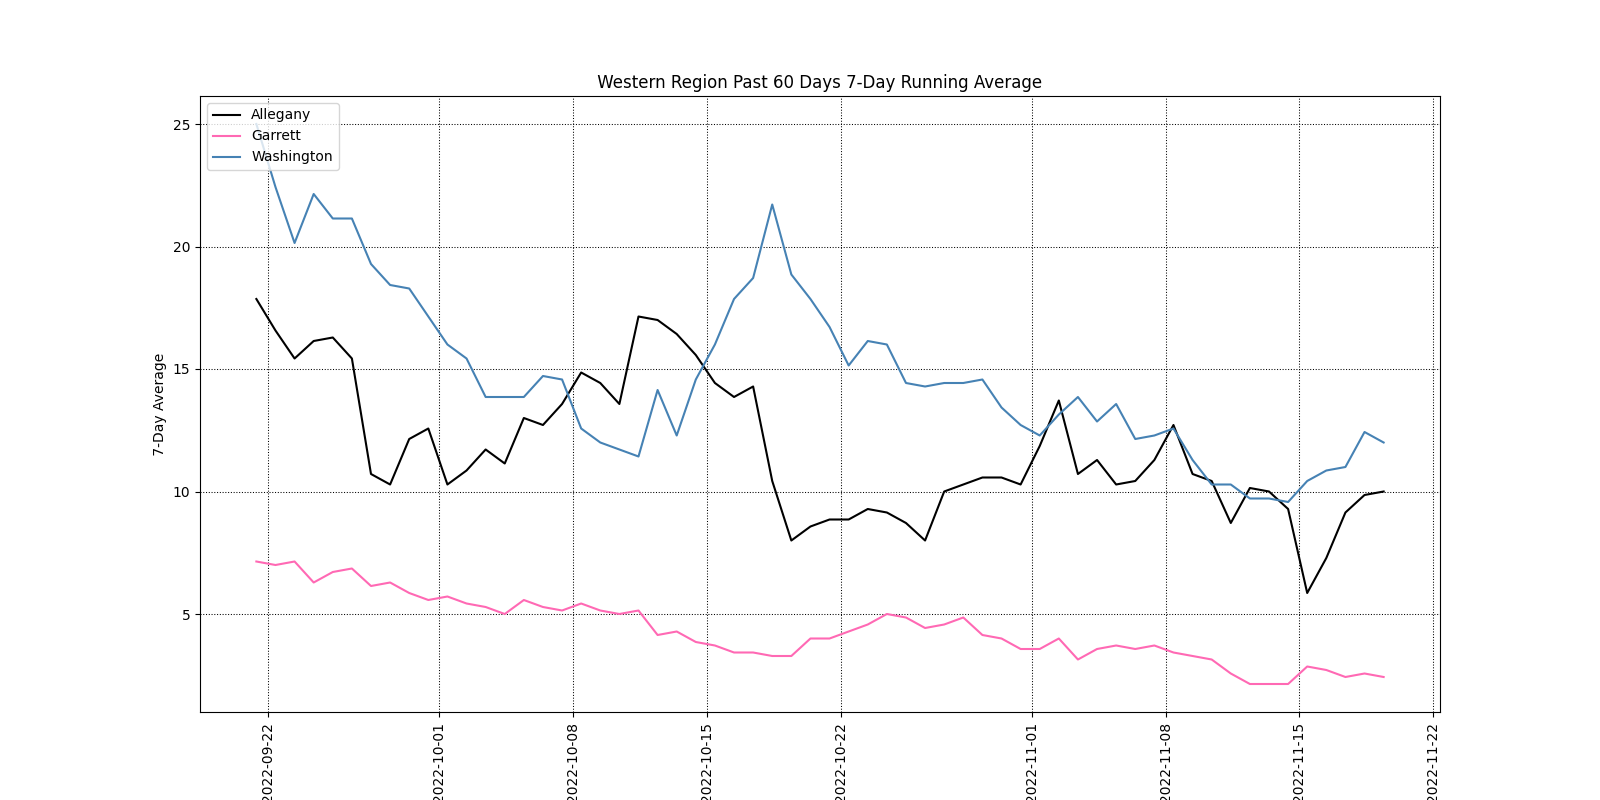 Western Region Past 60 Days 7-Day Running Average
Allegany
Garrett
Washington
7-Day Average
25
20
15
10
5
2022-09-22
2022-10-01
2022-10-08
2022-10-15
2022-10-22
2022-11-01
2022-11-08
2022-11-15
2022-11-22